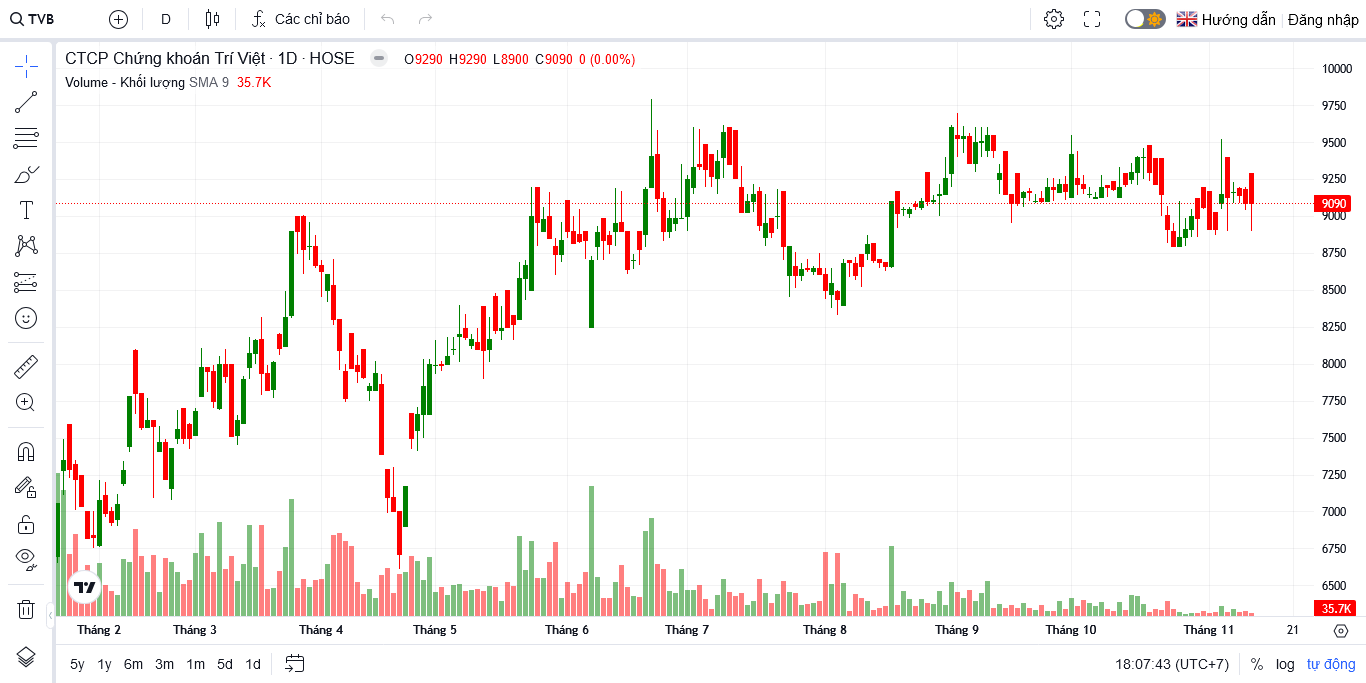 TVB D Các chỉ báo Hướng dẫn Đăng nhập
CTCP Chứng khoán Trí Việt · 1D · HOSE O9290 H9290 L8900 C9090 0 (0.00%)
Volume - Khối lượng SMA 9 35.7K
10000
9750
9500
9250
9090
9000
8750
8500
8250
8000
7750
7500
7250
7000
6750
6500
35.7K
Tháng 2 Tháng 3 Tháng 4 Tháng 5 Tháng 6 Tháng 7 Tháng 8 Tháng 9 Tháng 10 Tháng 11 21
5y 1y 6m 3m 1m 5d 1d 18:07:43 (UTC+7) % log tự động